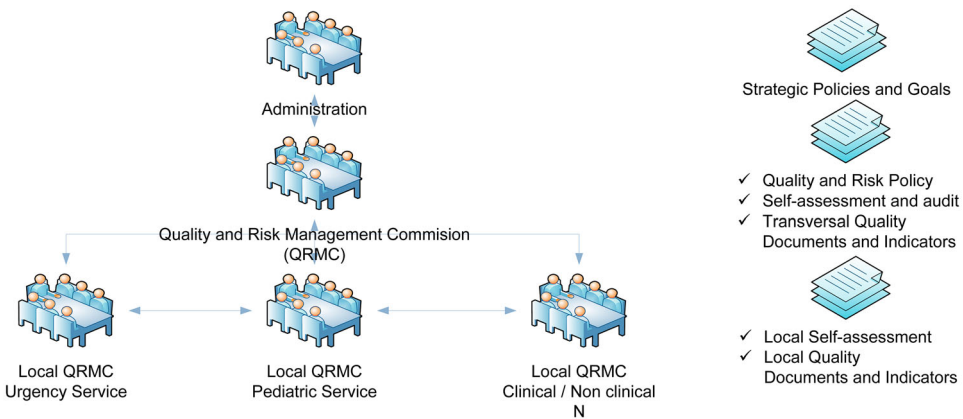 Administration
Strategic Policies and Goals
✓ Quality and Risk Policy
✓ Self-assessment and audit
✓ Transversal Quality
Documents and Indicators
Quality and Risk Management Commision
(QRMC)
✓ Local Self-assessment
✓ Local Quality
Documents and Indicators
Local QRMC
Urgency Service
Local QRMC
Pediatric Service
Local QRMC
Clinical / Non clinical
N